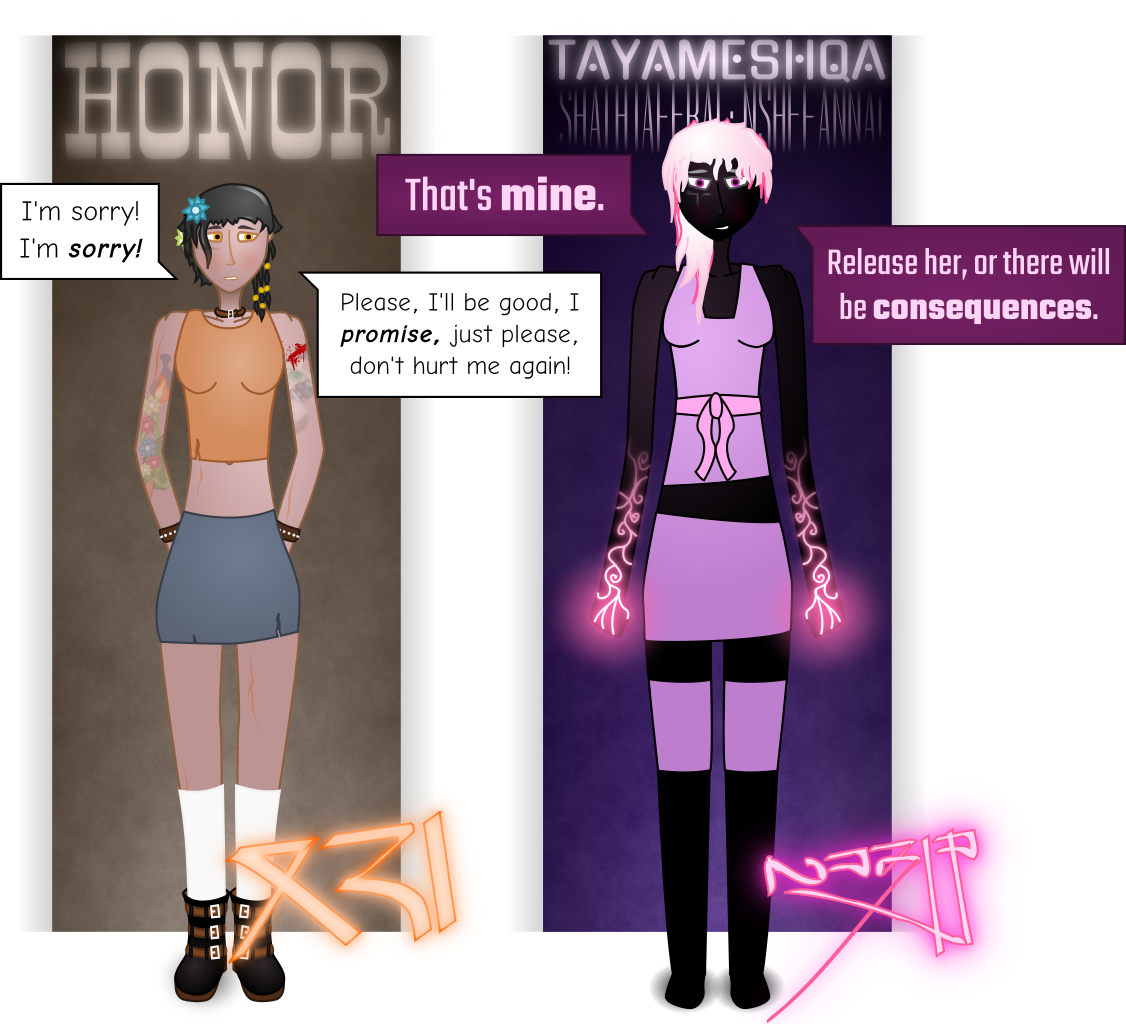 HONOR
TAYAMESHQA
I'm sorry!
I'm sorry!
Please, I'll be good, I
promise, just please,
don't hurt me again!
That's mine.
Release her, or there will
be consequences.